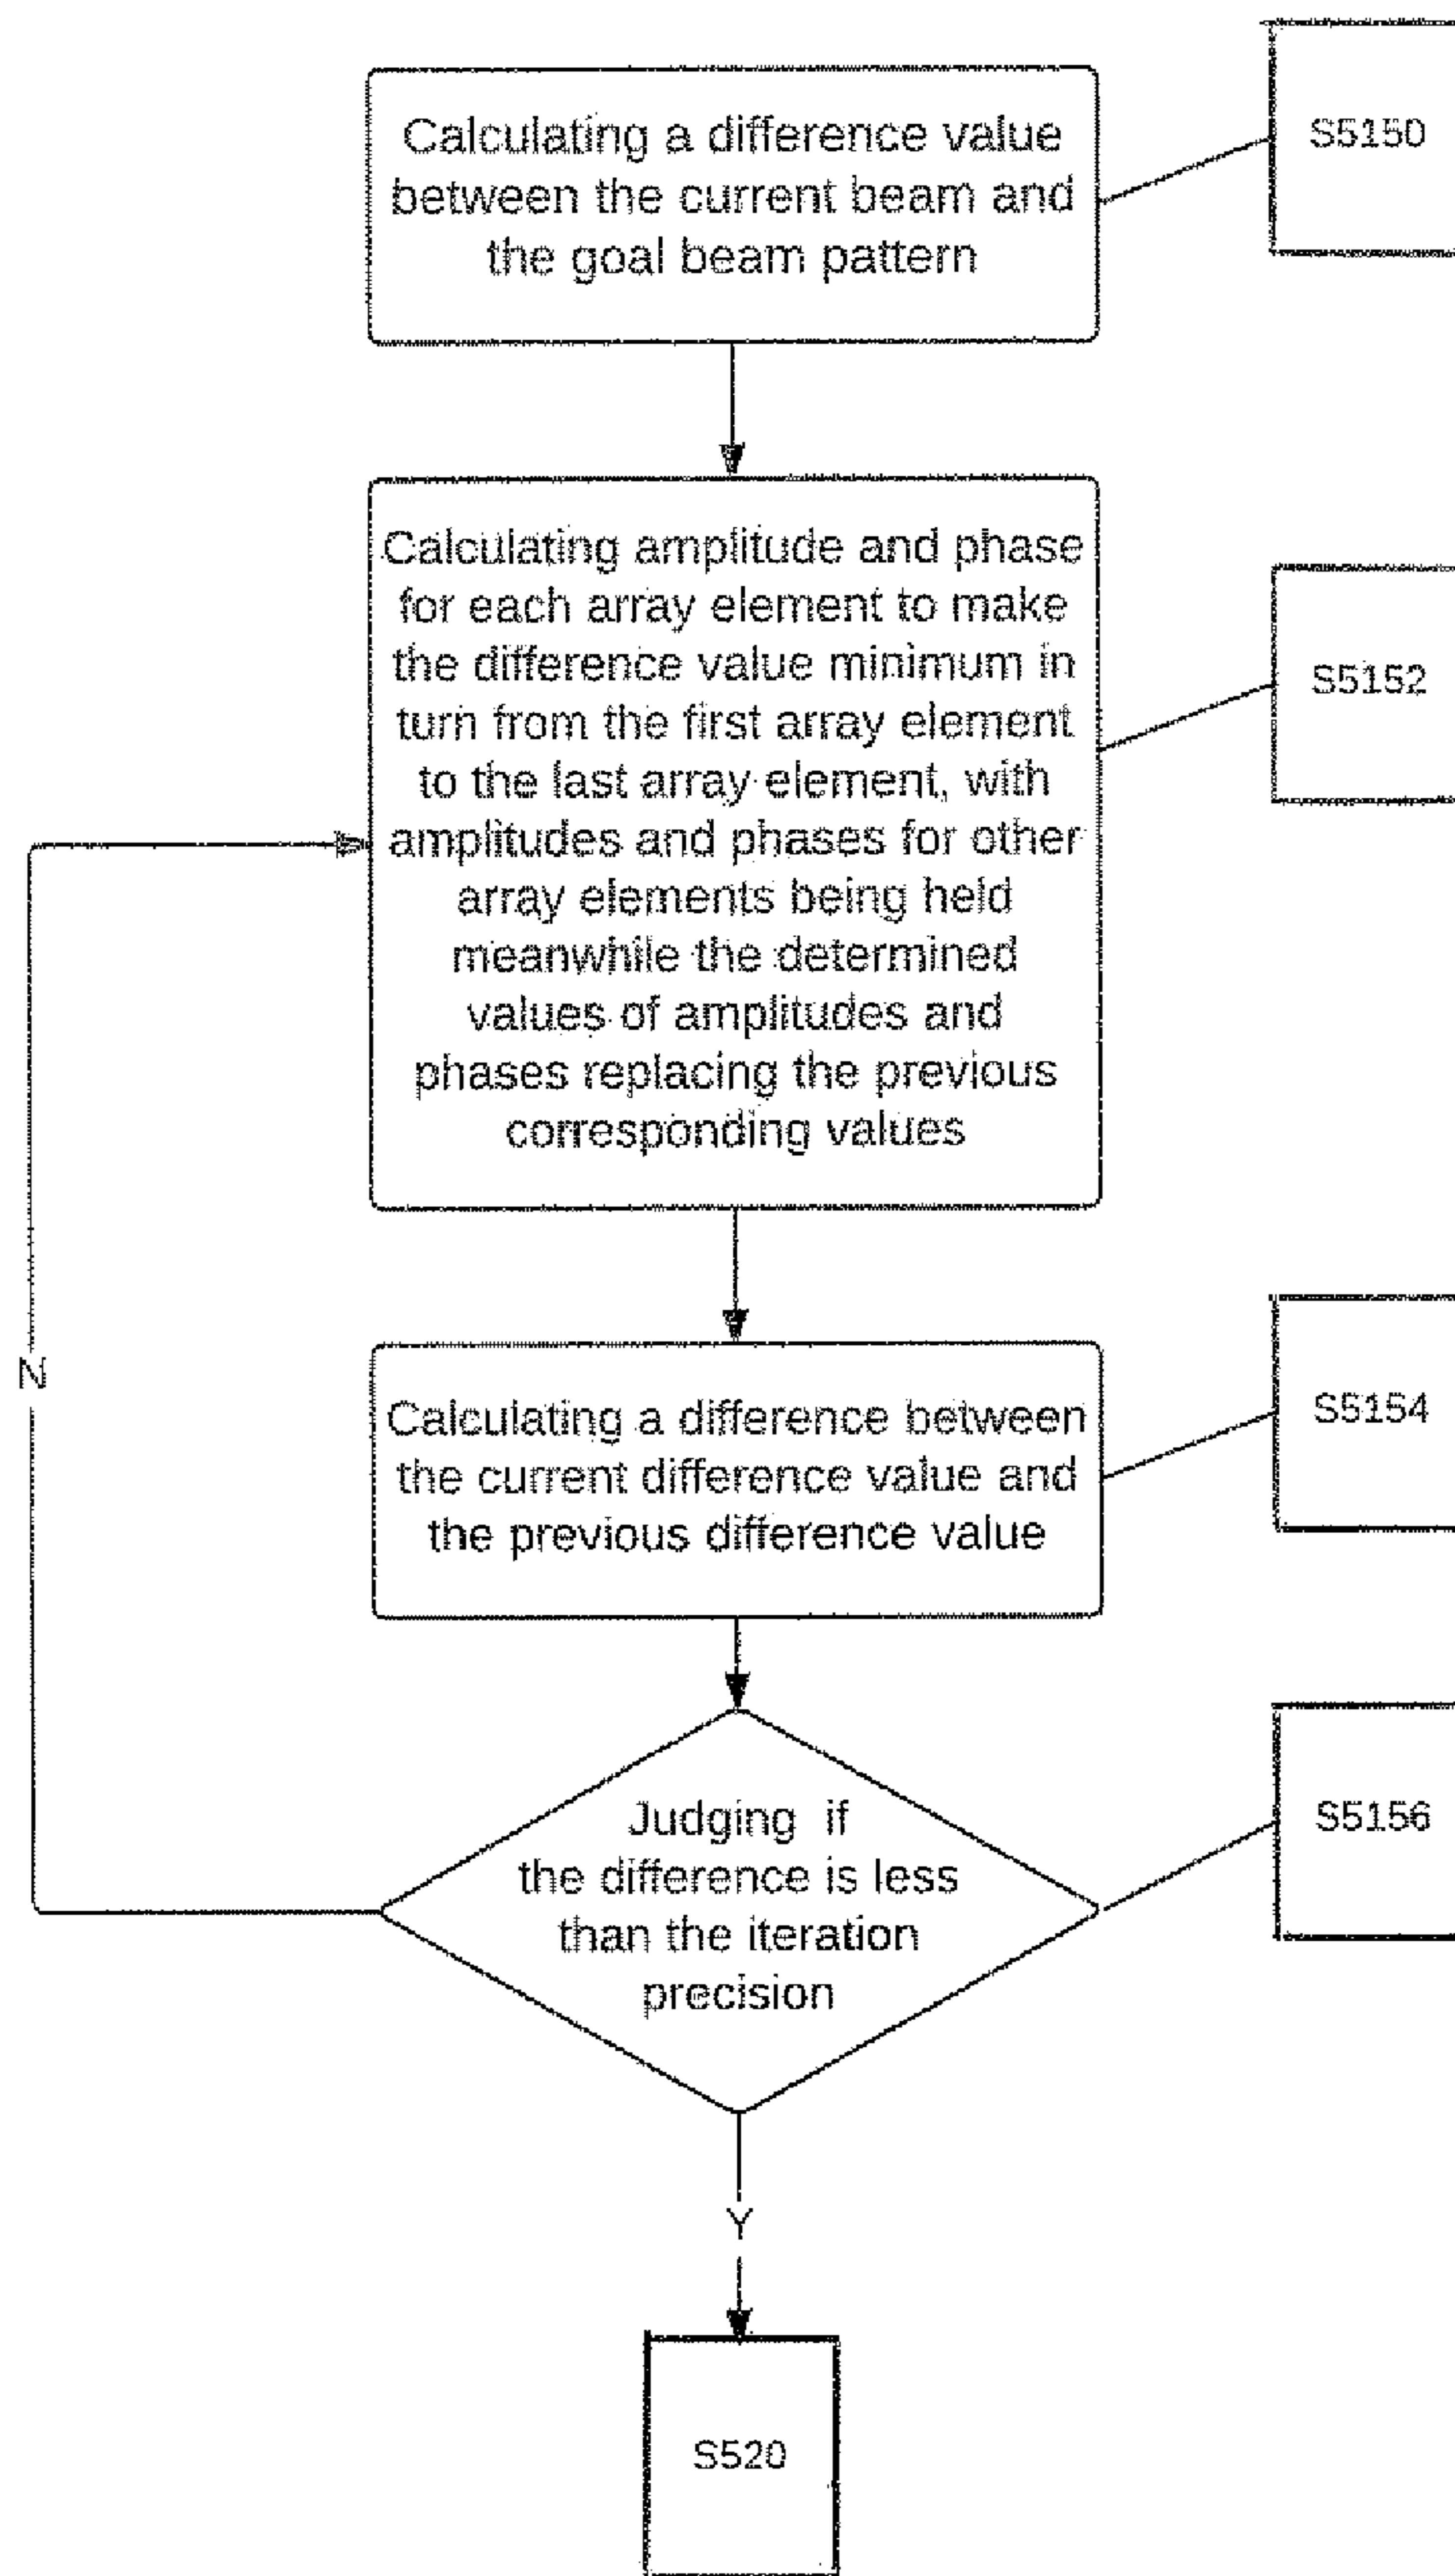 Calculating a difference value
between the current beam and
the goal beam pattern
S5150
Calculating amplitude and phase
for each array element to make
the difference value minimum in
turn from the first array element
to the last array element, with
amplitudes and phases for other
array elements being held
meanwhile the determined
values of amplitudes and
phases replacing the previous
corresponding values
S5152
N
Calculating a difference between
the current difference value and
the previous difference value
S5154
Judging if
the difference is less
than the iteration
precision
S5156
Y
S520